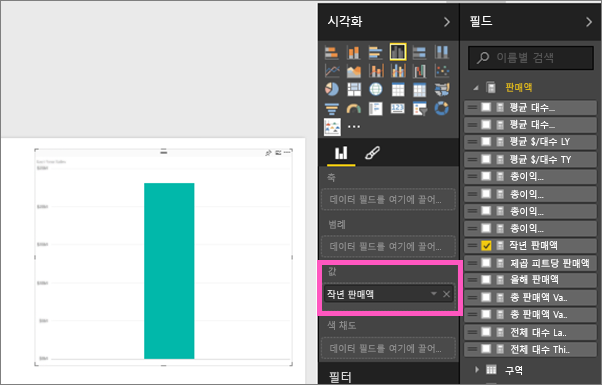 시각화
필드
이름별 검색
판매액
평균 대수...
평균 대수...
평균 $/대수 LY
평균 $/대수 TY
총이익...
총이익...
총이익...
총이익...
작년 판매액
제곱 피트당 판매액
올해 판매액
총 판매액 Va..
총 판매액 Va..
전체 대수 La..
전체 대수 Thi..
구역
축
데이터 필드를 여기에 끌어...
범례
데이터 필드를 여기에 끌어...
값
작년 판매액
색 채도
데이터 필드를 여기에 끌어...
필터